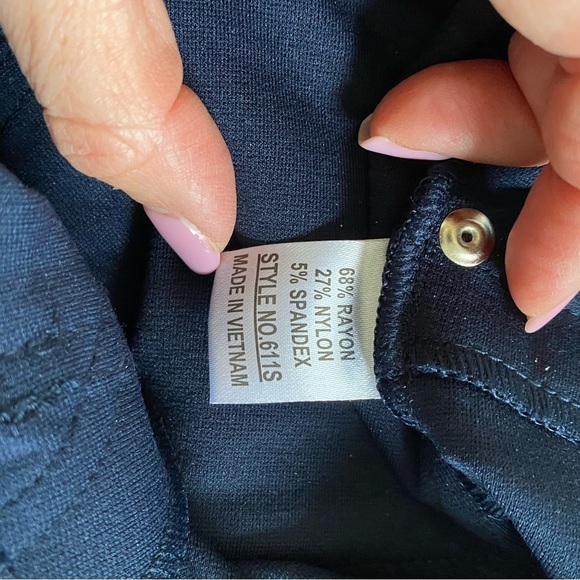 68% RAYON
27% NYLON
5% SPANDEX
STYLE NO.611S
MADE IN VIETNAM